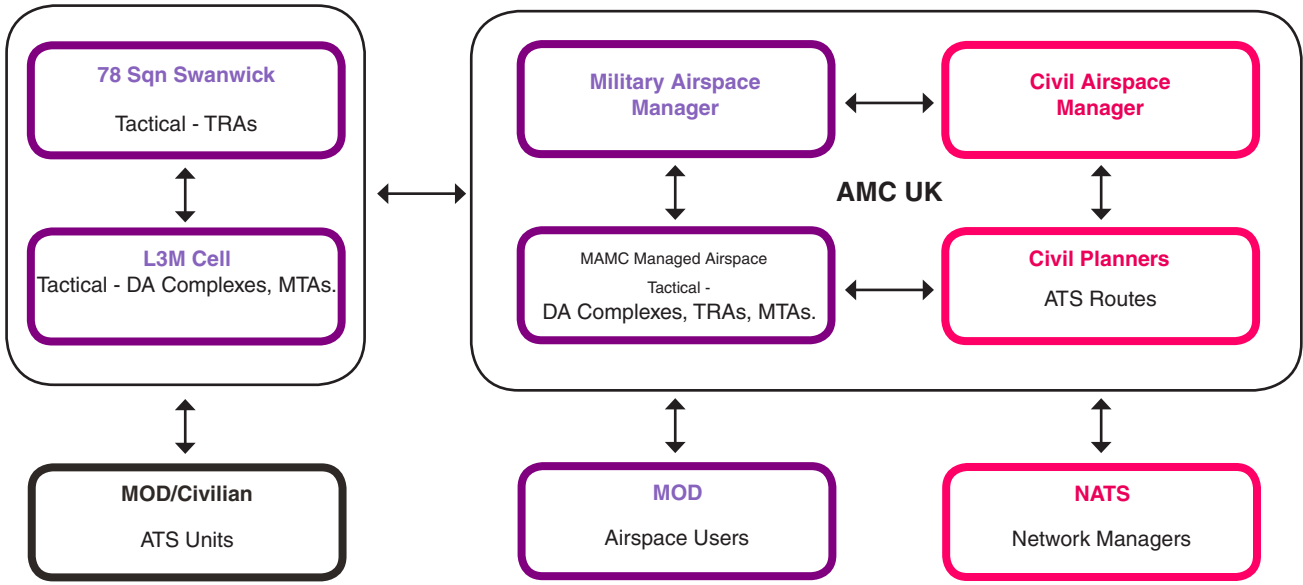 78 Sqn Swanwick
Tactical - TRAs
L3M Cell
Tactical - DA Complexes, MTAs.
Military Airspace
Manager
Civil Airspace
Manager
AMC UK
MAMC Managed Airspace
Tactical -
DA Complexes, TRAs, MTAs.
Civil Planners
ATS Routes
MOD/Civilian
ATS Units
MOD
Airspace Users
NATS
Network Managers